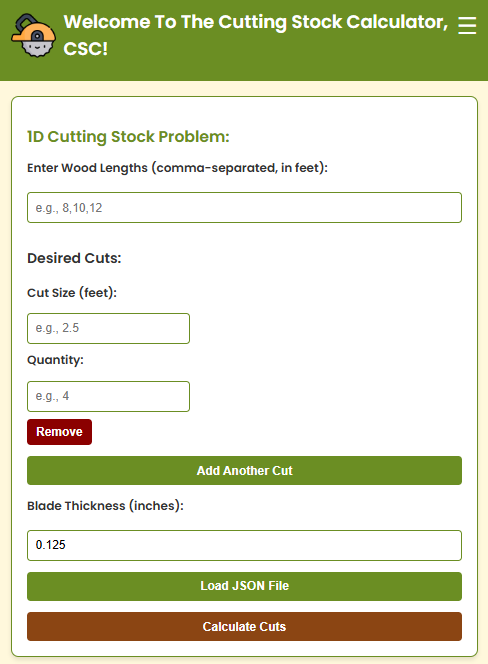 Welcome To The Cutting Stock Calculator,
CSC!
1D Cutting Stock Problem:
Enter Wood Lengths (comma-separated, in feet):
e.g., 8,10,12
Desired Cuts:
Cut Size (feet):
e.g., 2.5
Quantity:
e.g., 4
Remove
Add Another Cut
Blade Thickness (inches):
0.125
Load JSON File
Calculate Cuts